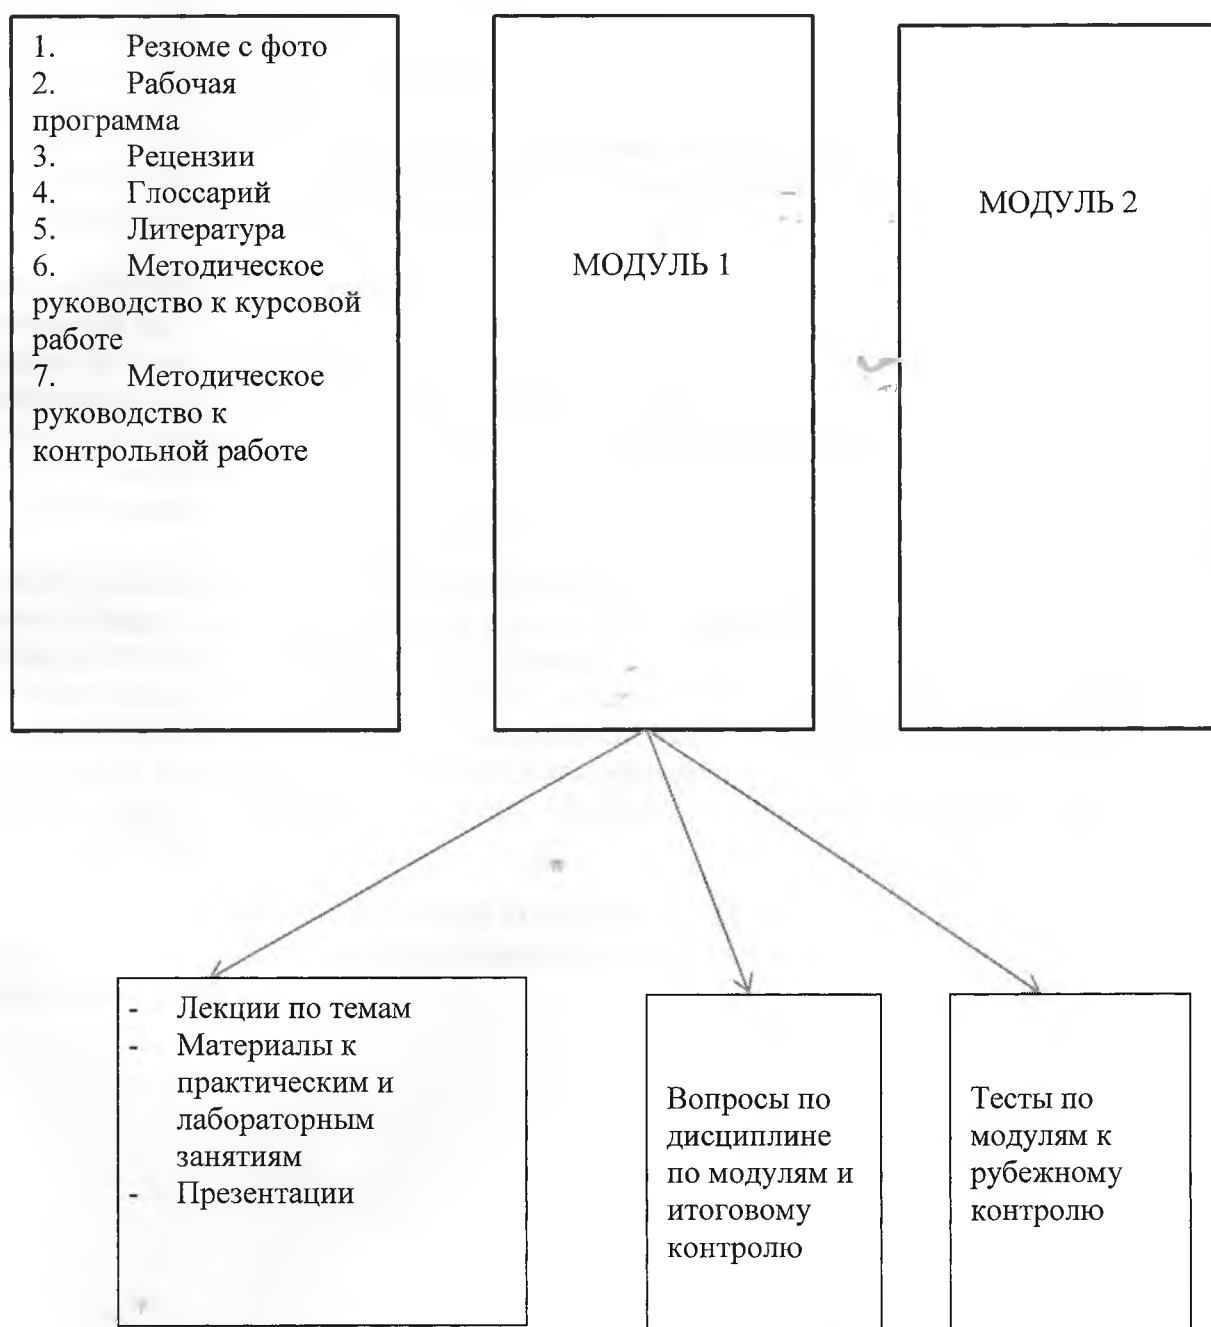 1. Резюме с фото
2. Рабочая
программа
3. Рецензии
4. Глоссарий
5. Литература
6. Методическое
руководство к курсовой
работе
7. Методическое
руководство к
контрольной работе
МОДУЛЬ 1
МОДУЛЬ 2
- Лекции по темам
- Материалы к
практическим и
лабораторным
занятиям
- Презентации
Вопросы по
дисциплине
по модулям и
итоговому
контролю
Тесты по
модулям к
рубежному
контролю